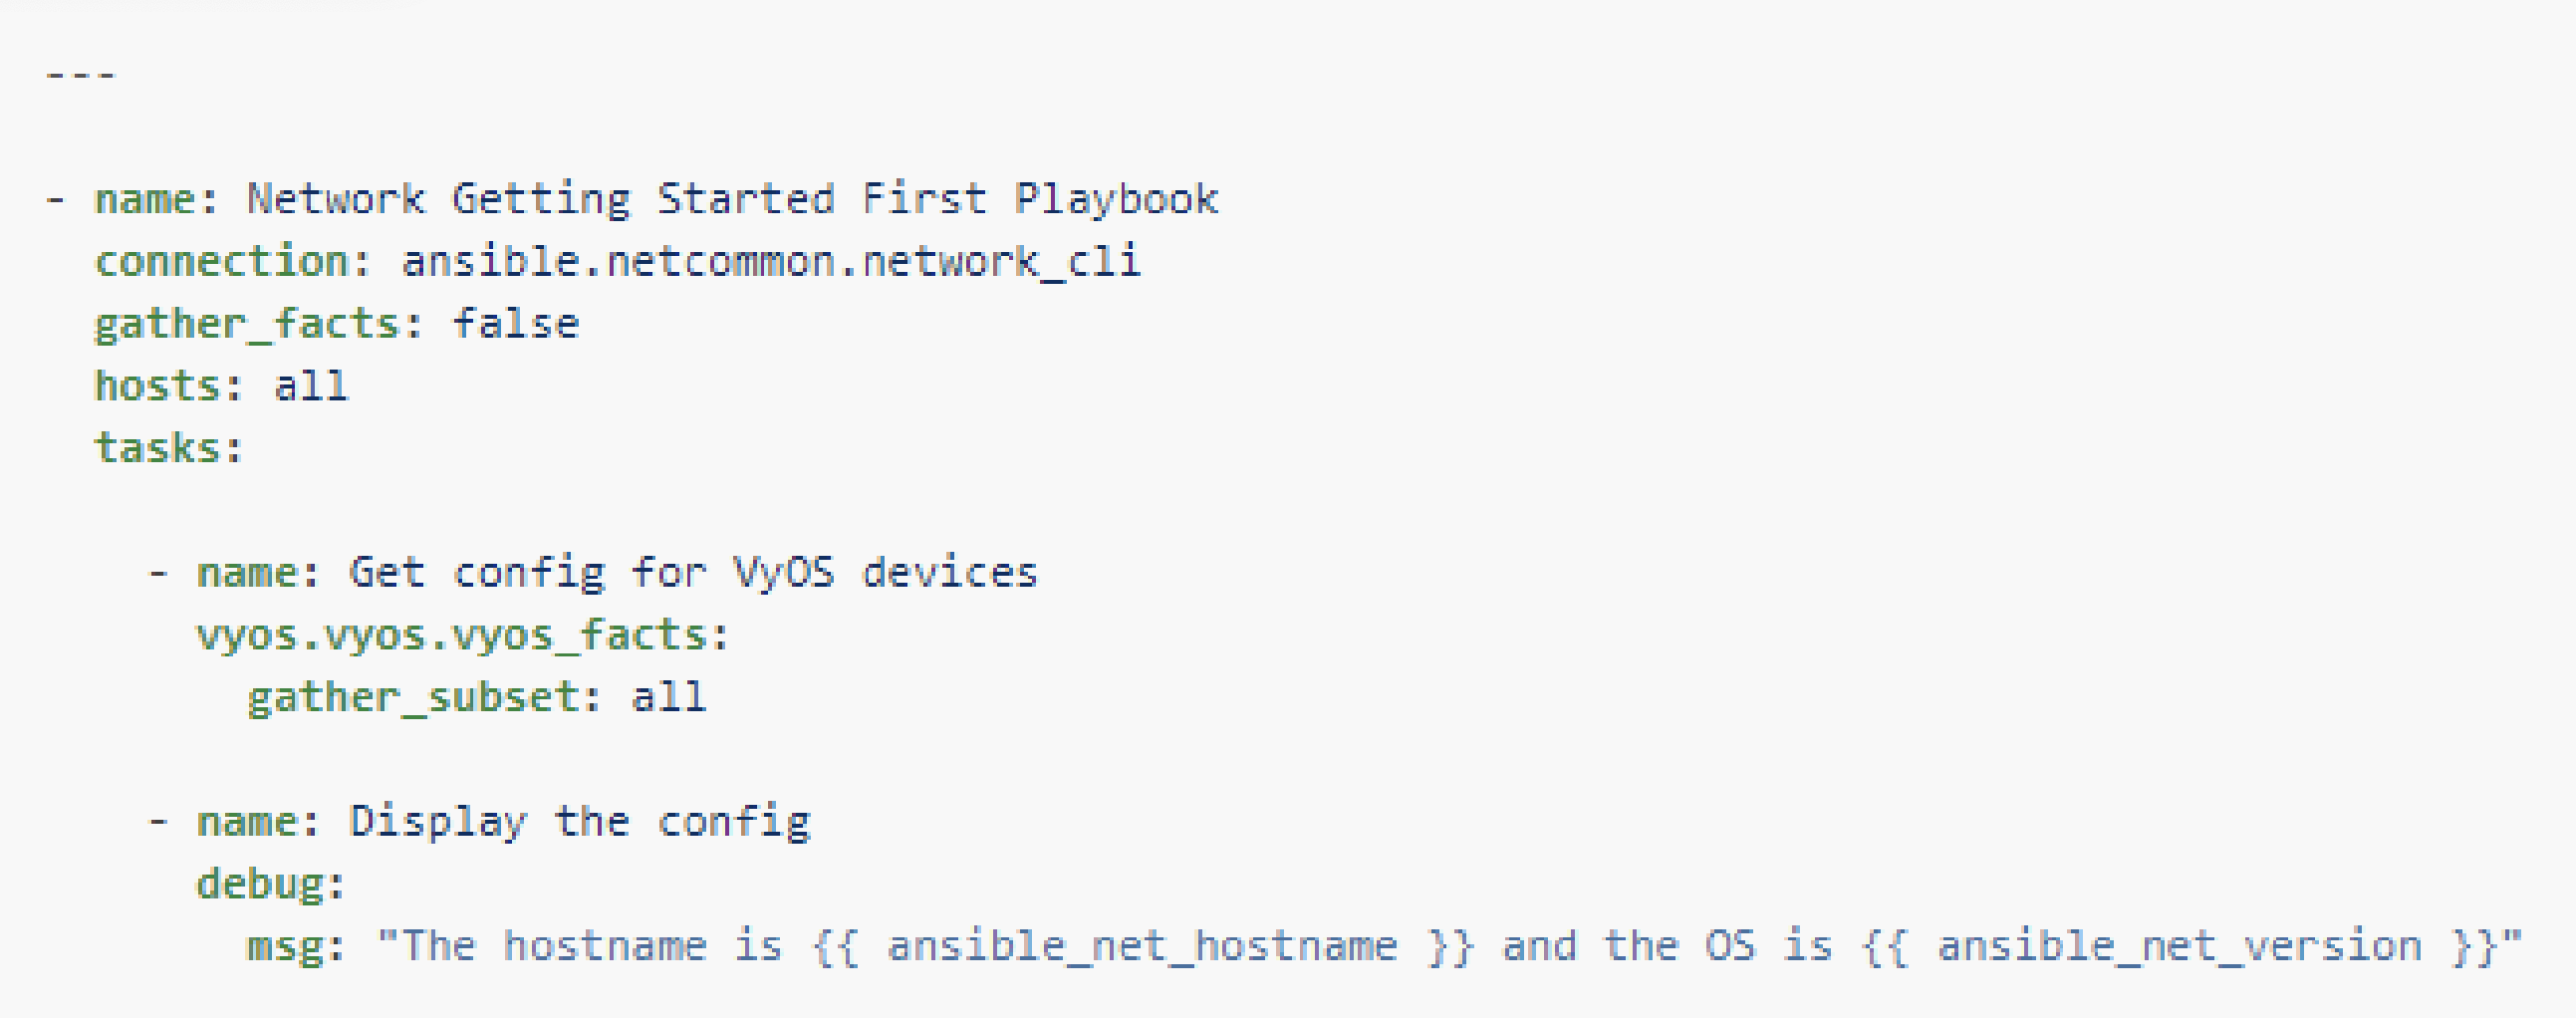 ---
- name: Network Getting Started First Playbook
  connection: ansible.netcommon.network_cli
  gather_facts: false
  hosts: all
  tasks:
    - name: Get config for VyOS devices
      vyos.vyos.vyos_facts:
        gather_subset: all
    - name: Display the config
      debug:
        msg: "The hostname is {{ ansible_net_hostname }} and the OS is {{ ansible_net_version }}"